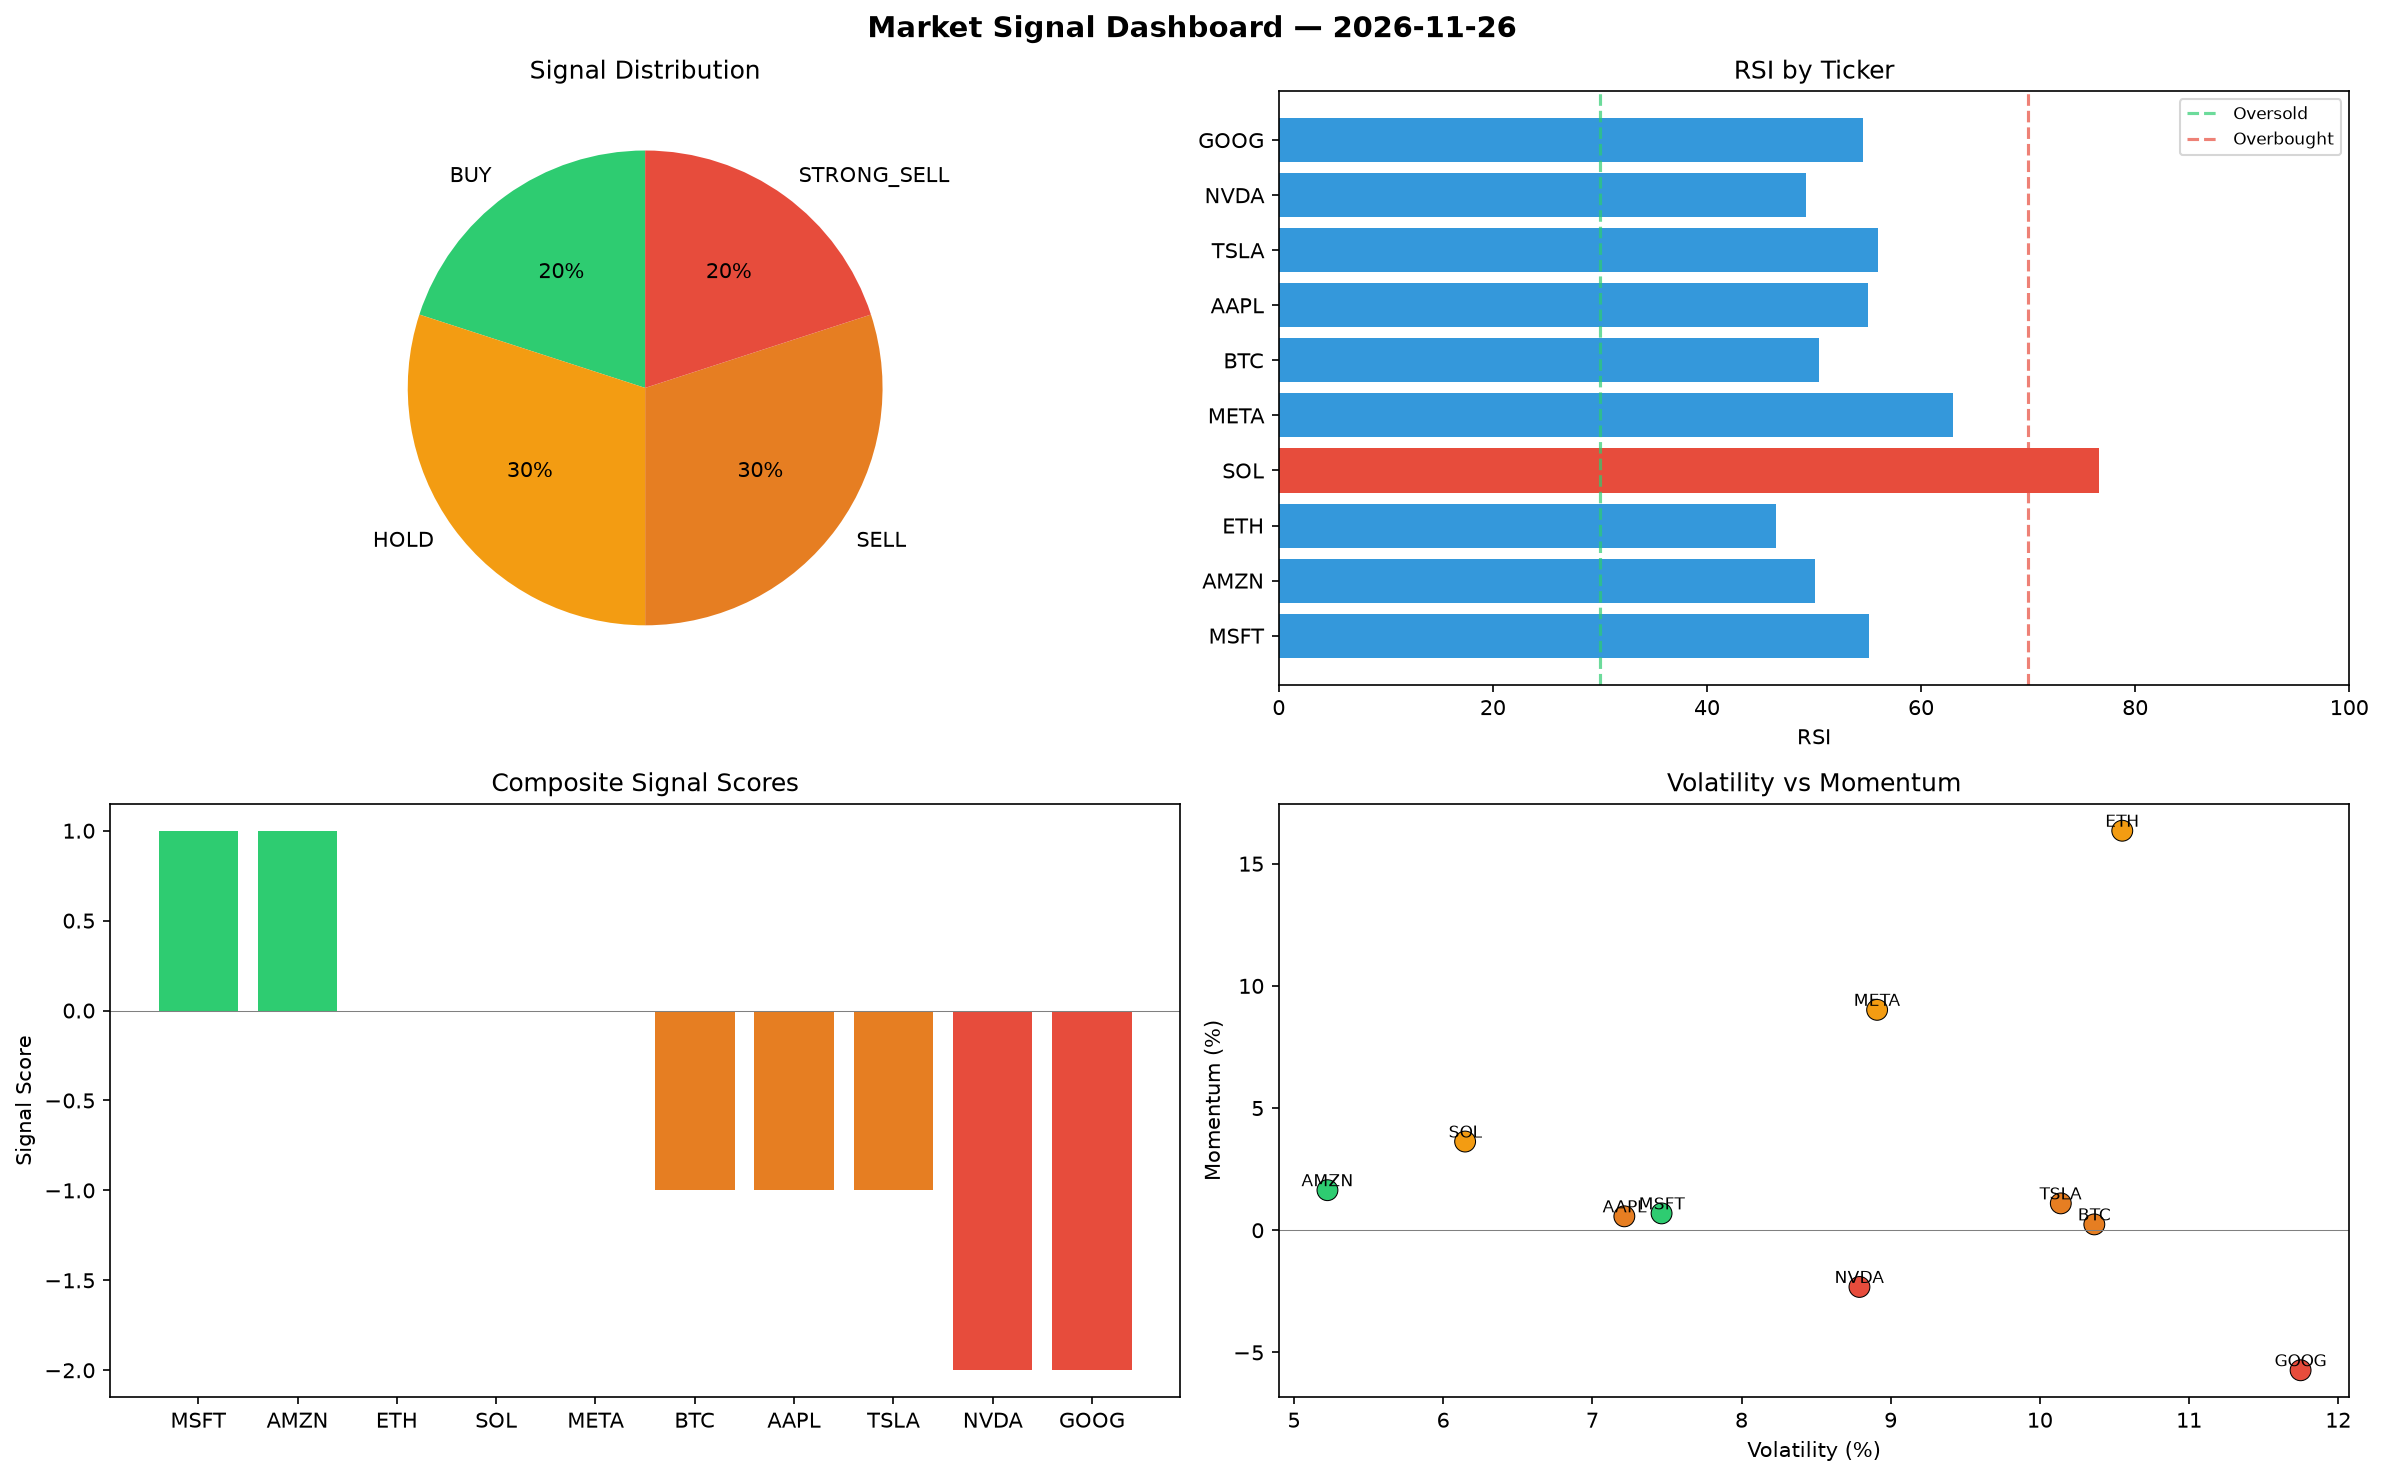 Market Signal Dashboard — 2026-11-26
Signal Distribution
BUY
STRONG_SELL
20%
20%
30%
30%
HOLD
SELL
RSI by Ticker
Oversold
Overbought
GOOG
NVDA
TSLA
AAPL
BTC
META
SOL
ETH
AMZN
MSFT
0 20 40 60 80 100
RSI
Composite Signal Scores
Signal Score
1.0
0.5
0.0
−0.5
−1.0
−1.5
−2.0
MSFT AMZN ETH SOL META BTC AAPL TSLA NVDA GOOG
Volatility vs Momentum
Momentum (%)
15
10
5
0
−5
ETH
META
SOL
AMZN
AAPL
MSFT
TSLA
BTC
NVDA
GOOG
5 6 7 8 9 10 11 12
Volatility (%)